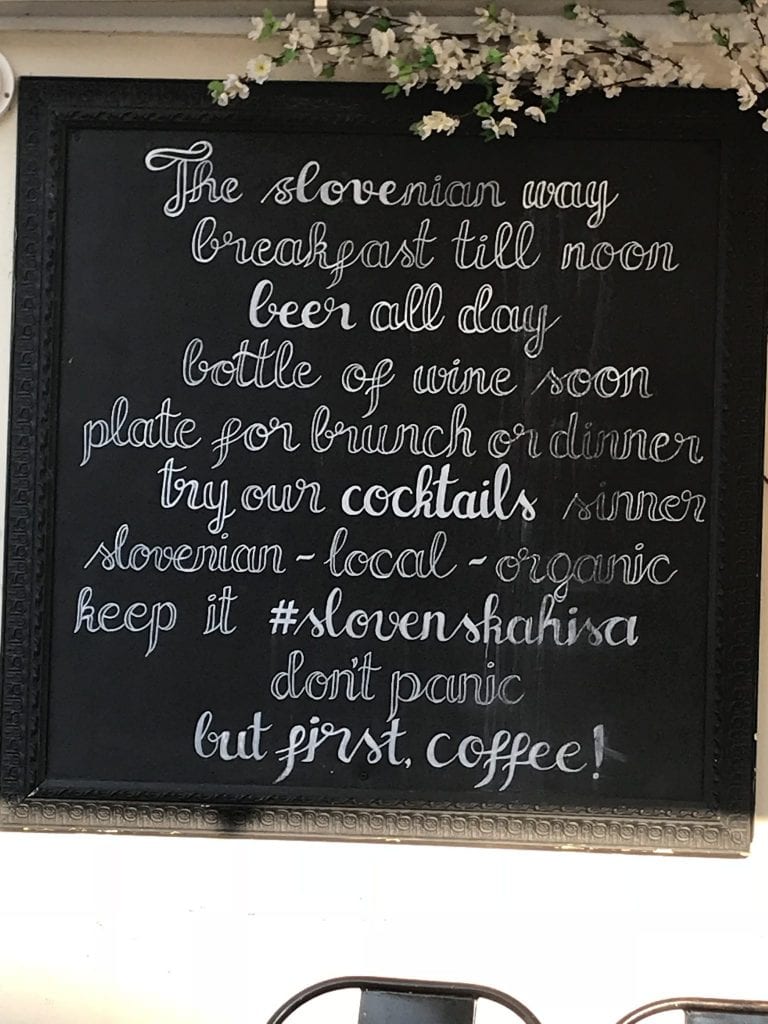 The slovenian way
breakfast till noon
beer all day
bottle of wine soon
plate for brunch or dinner
try our cocktails sinner
slovenian - local - organic
keep it #slovenskahisa
don't panic
but first, coffee!